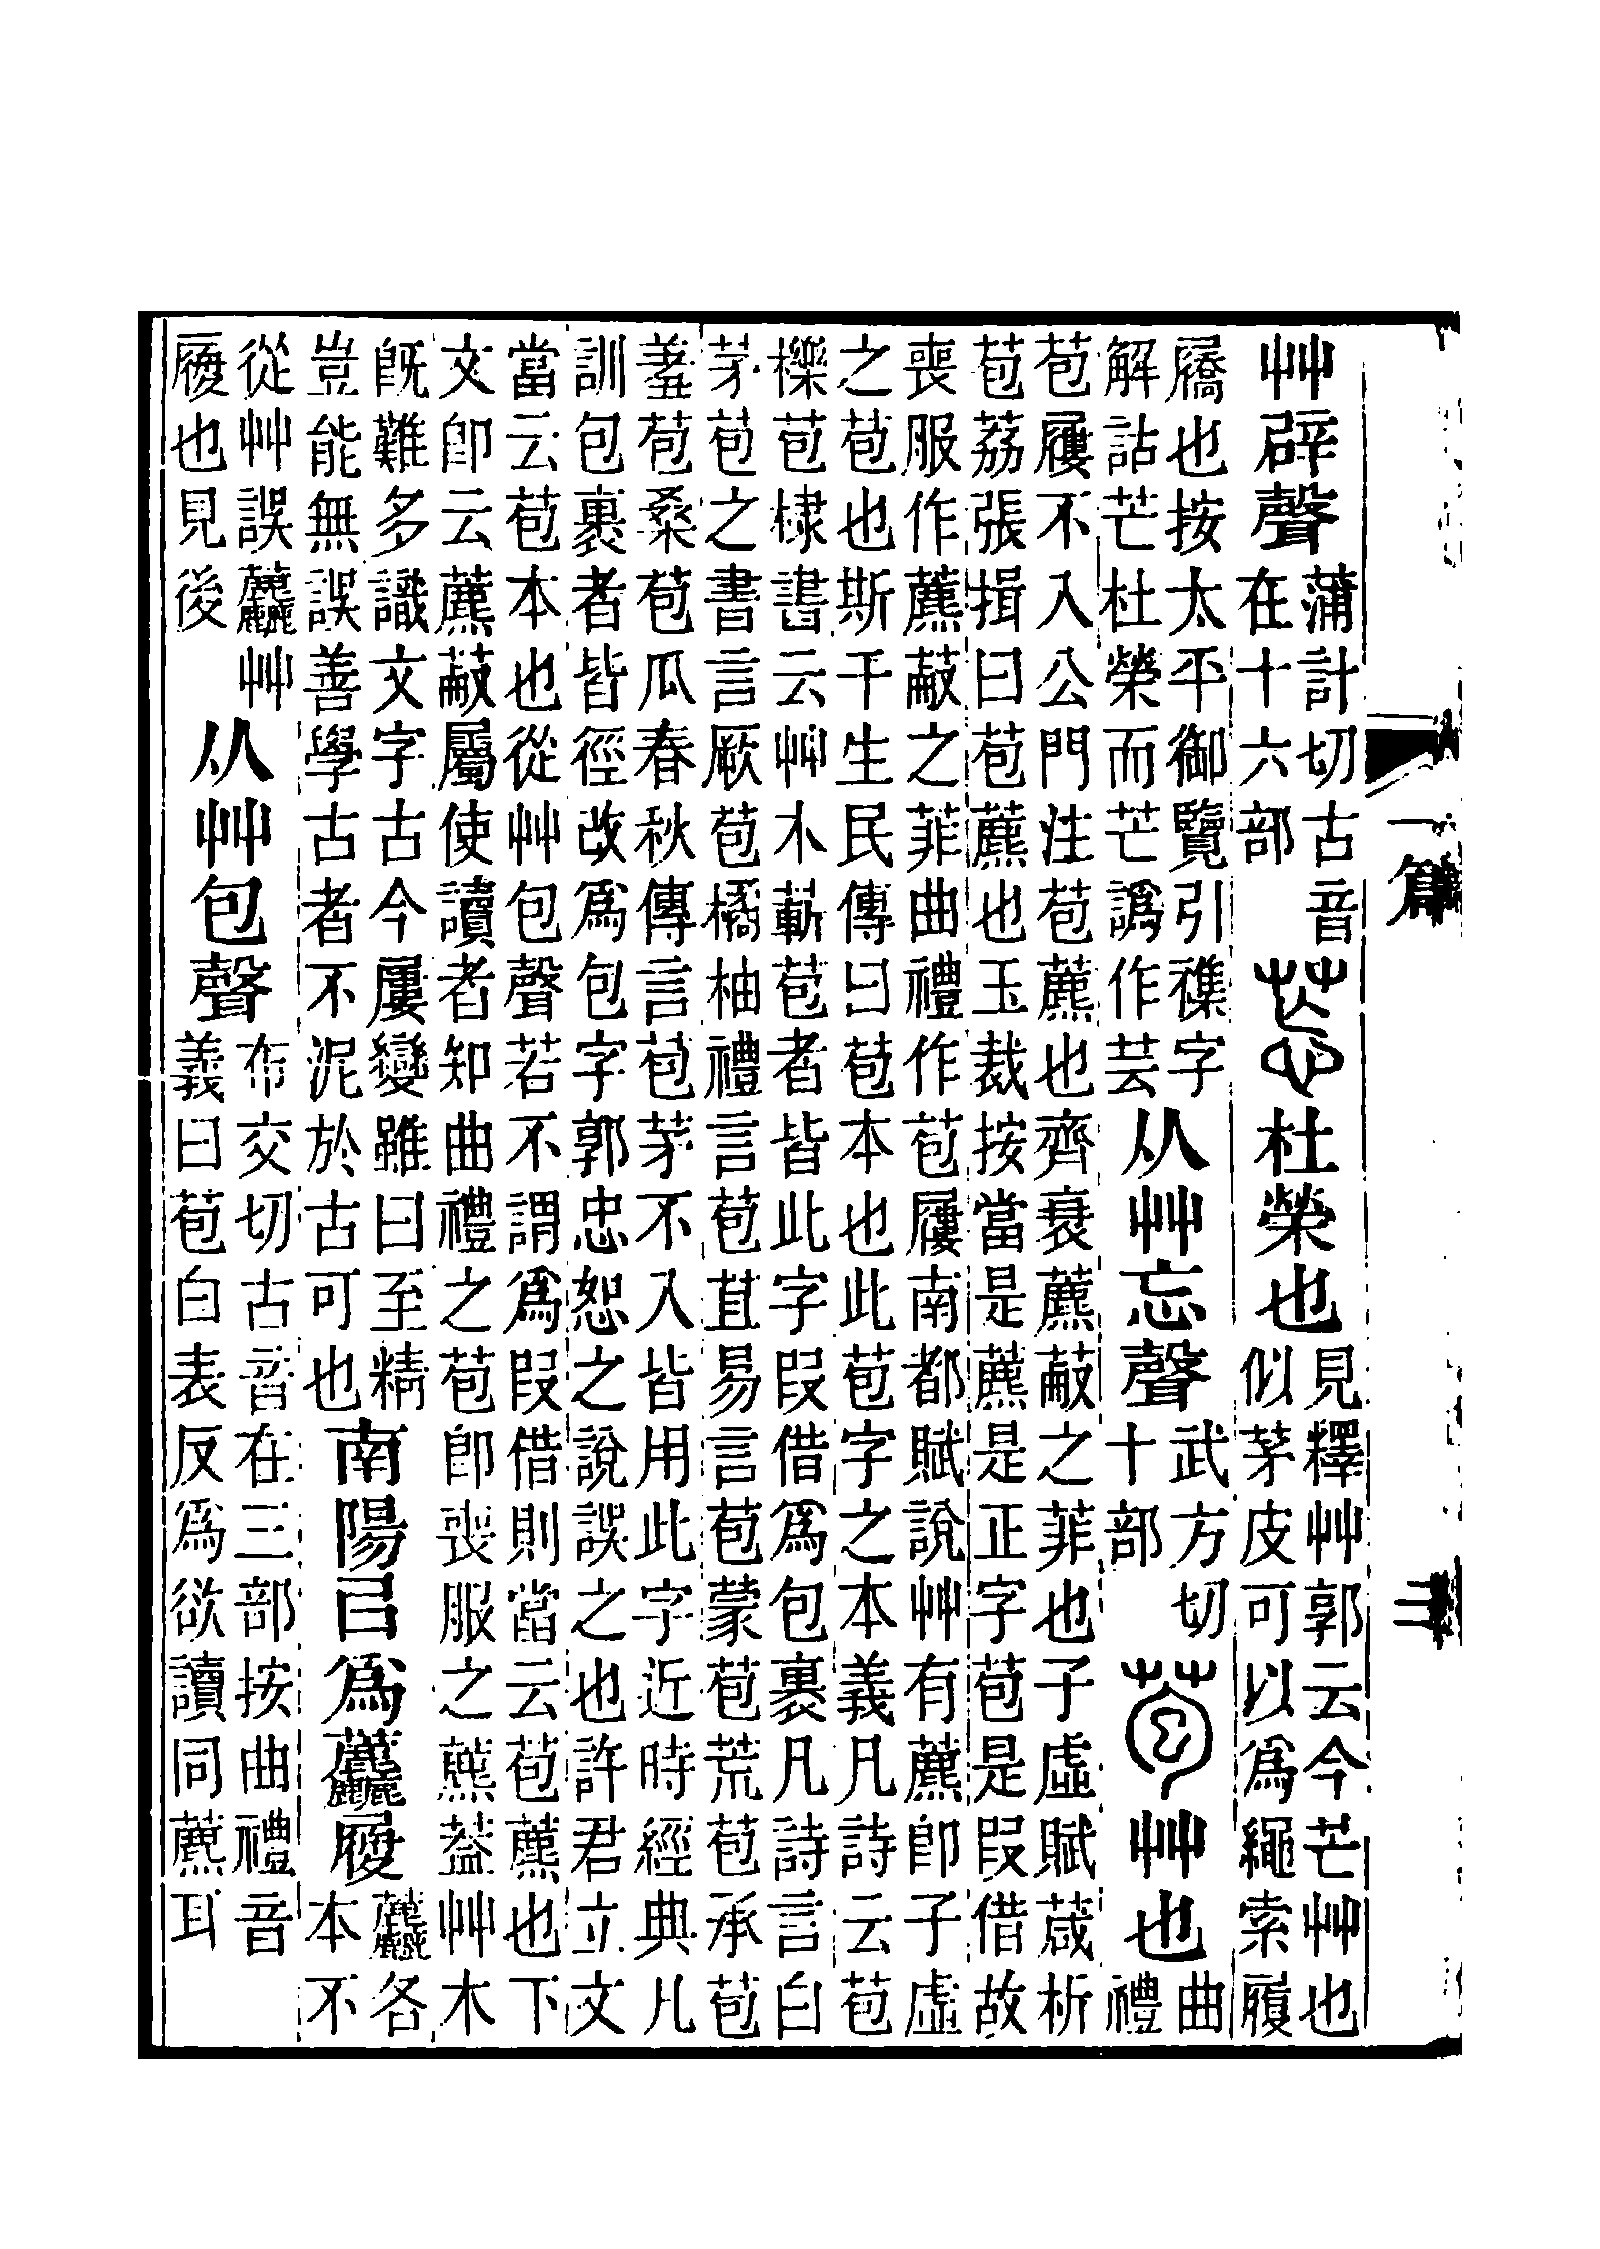 艸辟聲蒲計切古音在十六部䒽杜榮也見釋艸郭云今芒艸也似茅皮可以爲繩索履
屩也按太平御覽引襍字解詁芒杜榮而芒譌作芸从艸忘聲武方切十部苞艸也曲禮
苞屨不入公門注苞藨也齊衰藨蔽之菲也子虛賦葴析苞荔張揖曰苞藨也玉裁按當是藨是正字苞是叚借故
喪服作藨蔽之菲曲禮作苞屨南都賦說艸有藨卽子虛之苞也斯干生民傳曰苞本也此苞字之本義凡詩云苞
櫟苞棣書云艸木蔪苞者皆此字叚借爲包裹凡詩言白茅苞之書言厥苞橘柚禮言苞苴易言苞蒙苞荒苞承苞
羞苞桑苞瓜春秋傳言苞茅不入皆用此字近時經典凡訓包裹者皆徑改爲包字郭忠恕之說誤之也許君立文
當云苞本也從艸包聲若不謂爲叚借則當云苞藨也下文卽云藨蔽屬使讀者知曲禮之苞卽喪服之藨葢艸木
旣難多識文字古今屢變雖曰至精豈能無誤善學古者不泥於古可也南陽㠯爲𧆓履𧆓各本不
從艸誤𧆓艸履也見後从艸包聲布交切古音在三部按曲禮音義曰苞白表反爲欲讀同藨耳
一篇